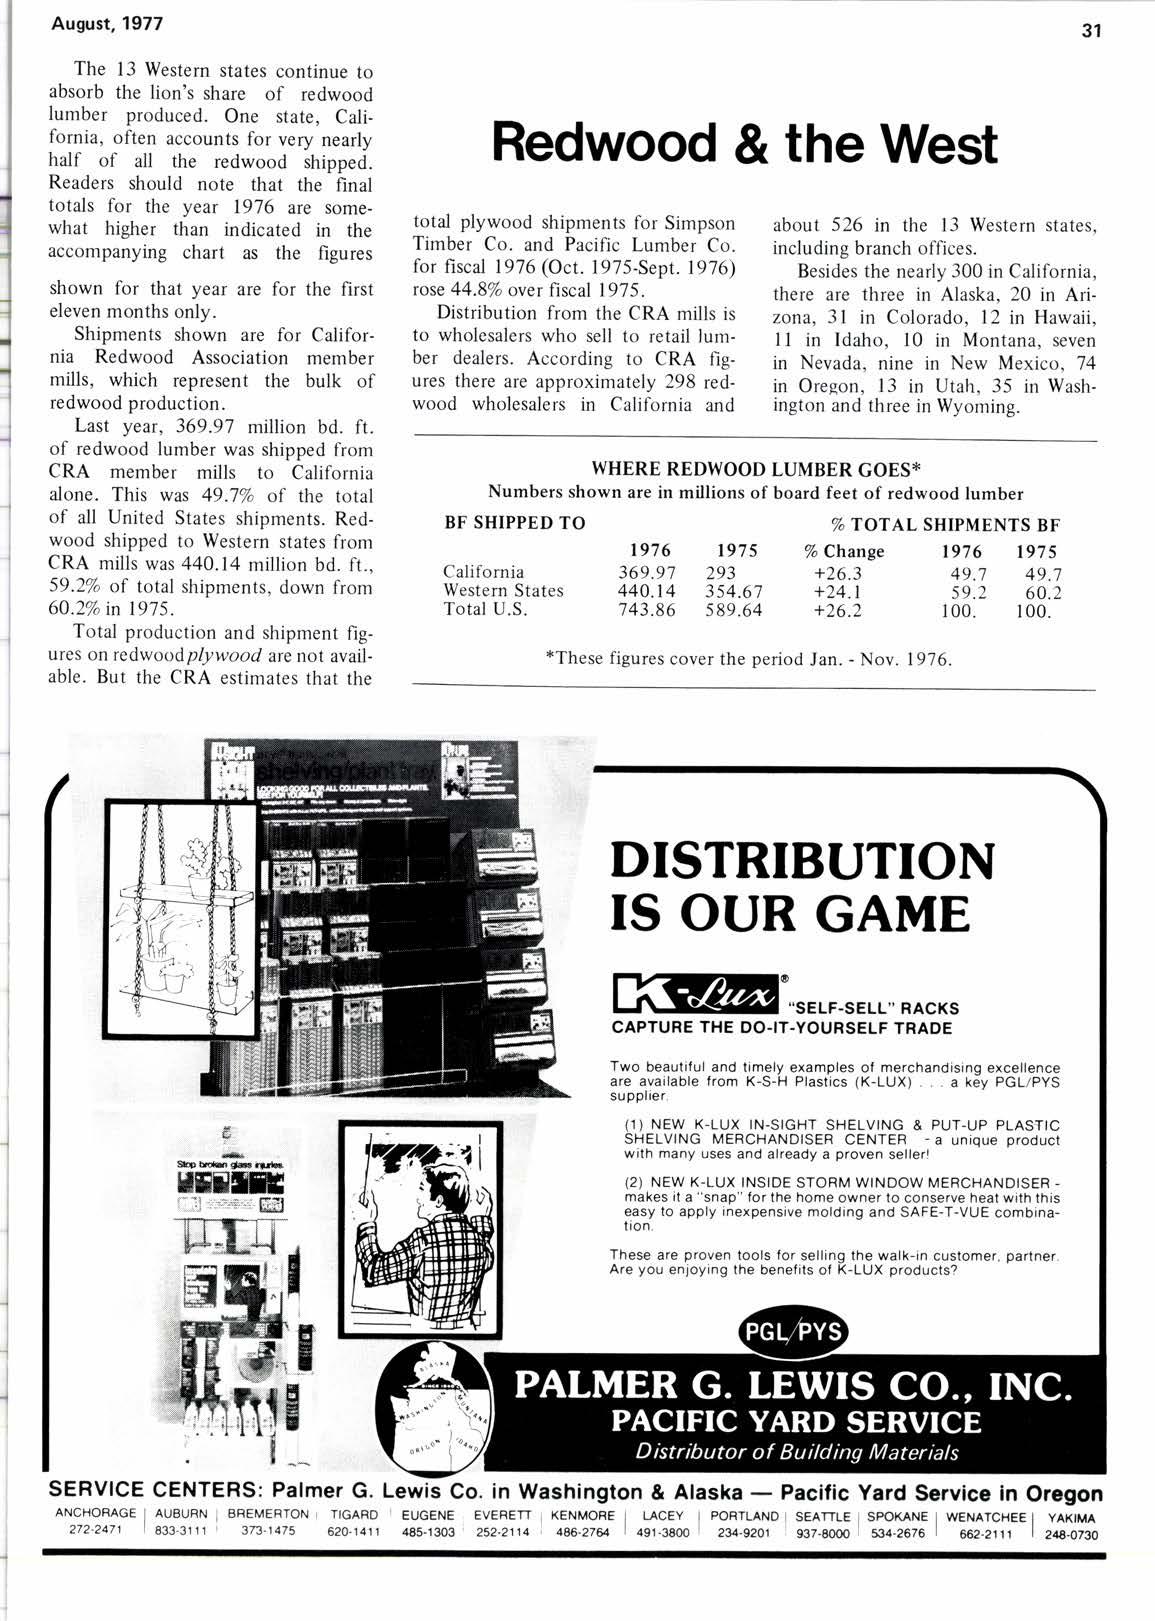 August, 1977
31
The 13 Western states continue to
absorb the lion's share of redwood
lumber produced. One state, Cali-
fornia, often accounts for very nearly
half of all the redwood shipped.
Readers should note that the final
totals for the year 1976 are some-
what higher than indicated in the
accompanying chart as the figures
shown for that year are for the first
eleven months only.
Shipments shown are for Califor-
nia Redwood Association member
mills, which represent the bulk of
redwood production.
Last year, 369.97 million bd. ft.
of redwood lumber was shipped from
CRA member mills to California
alone. This was 49.7% of the total
of all United States shipments. Red-
wood shipped to Western states from
CRA mills was 440.14 million bd. ft.,
59.2% of total shipments, down from
60.2% in 1975.
Total production and shipment fig-
ures on redwood plywood are not avail-
able. But the CRA estimates that the
Redwood & the West
total plywood shipments for Simpson
Timber Co. and Pacific Lumber Co.
for fiscal 1976 (Oct. 1975-Sept. 1976)
rose 44.8% over fiscal 1975.
Distribution from the CRA mills is
to wholesalers who sell to retail lum-
ber dealers. According to CRA fig-
ures there are approximately 298 red-
wood wholesalers in California and
about 526 in the 13 Western states,
including branch offices.
Besides the nearly 300 in California,
there are three in Alaska, 20 in Ari-
zona, 31 in Colorado, 12 in Hawaii,
11 in Idaho, 10 in Montana, seven
in Nevada, nine in New Mexico, 74
in Oregon, 13 in Utah, 35 in Wash-
ington and three in Wyoming.
WHERE REDWOOD LUMBER GOES*
Numbers shown are in millions of board feet of redwood lumber
BF SHIPPED TO % TOTAL SHIPMENTS BF
1976 1975 % Change 1976 1975
California 369.97 293 +26.3 49.7 49.7
Western States 440.14 354.67 +24.1 59.2 60.2
Total U.S. 743.86 589.64 +26.2 100. 100.
*These figures cover the period Jan. - Nov. 1976.
shelving/plant tray
LOOKING GOOD FOR ALL COLLECTIBLES AND PLANTS.
Stop broken glass injuries.
DISTRIBUTION
IS OUR GAME
K-Lux® "SELF-SELL" RACKS
CAPTURE THE DO-IT-YOURSELF TRADE
Two beautiful and timely examples of merchandising excellence
are available from K-S-H Plastics (K-LUX) . . . a key PGL/PYS
supplier.
(1) NEW K-LUX IN-SIGHT SHELVING & PUT-UP PLASTIC
SHELVING MERCHANDISER CENTER - a unique product
with many uses and already a proven seller!
(2) NEW K-LUX INSIDE STORM WINDOW MERCHANDISER -
makes it a "snap" for the home owner to conserve heat with this
easy to apply inexpensive molding and SAFE-T-VUE combina-
tion.
These are proven tools for selling the walk-in customer, partner.
Are you enjoying the benefits of K-LUX products?
PGL/PYS
ALASKA
SINCE
WASHINGTON
MONTANA
OREGON
IDAHO
PALMER G. LEWIS CO., INC.
PACIFIC YARD SERVICE
Distributor of Building Materials
SERVICE CENTERS: Palmer G. Lewis Co. in Washington & Alaska — Pacific Yard Service in Oregon
ANCHORAGE AUBURN BREMERTON TIGARD EUGENE EVERETT KENMORE LACEY PORTLAND SEATTLE SPOKANE WENATCHEE YAKIMA
272-2471 833-3111 373-1475 620-1411 485-1303 252-2114 486-2764 491-3800 234-9201 937-8000 534-2676 662-2111 248-0730